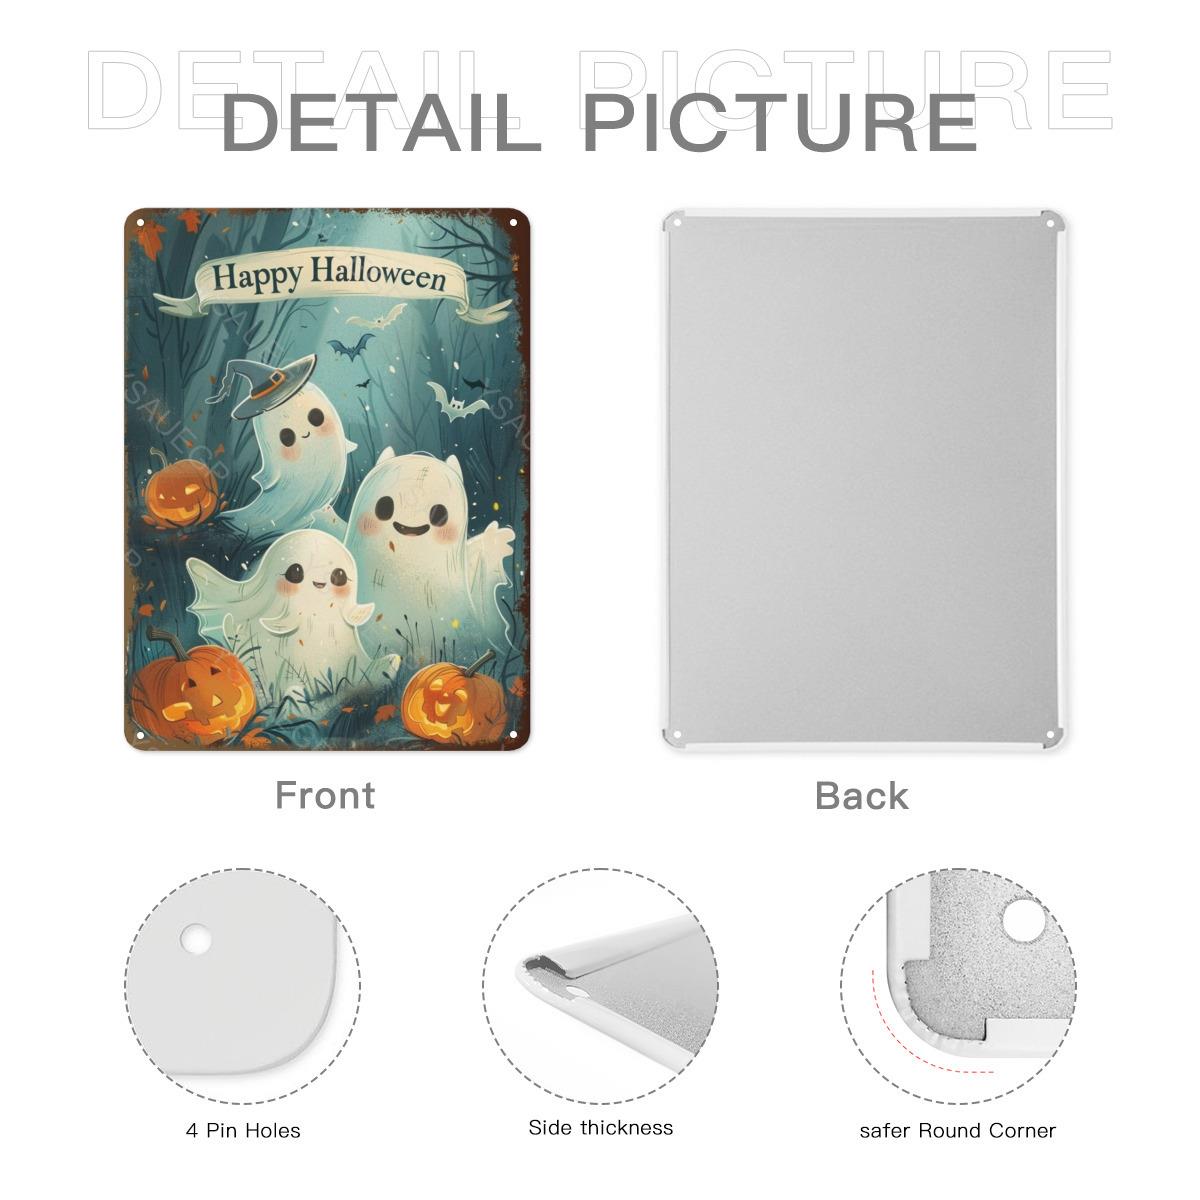 DETAIL PICTURE
DETAIL PICTURE
Happy Halloween
Front
Back
4 Pin Holes
Side thickness
safer Round Corner